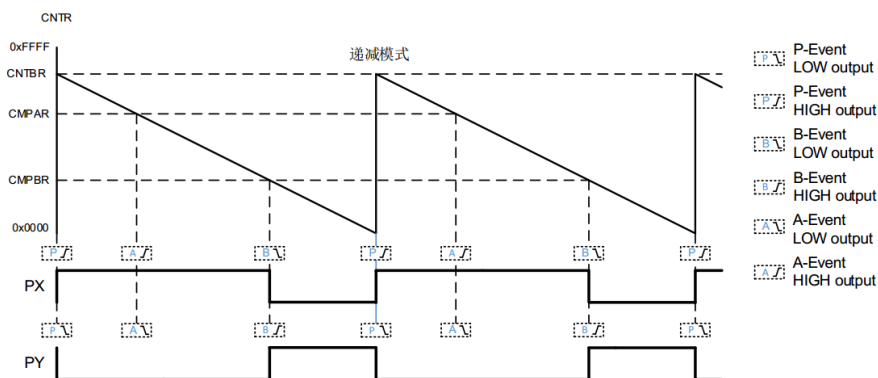 CNTR
0xFFFF
递减模式
CNTBR
CMPAR
CMPBR
0x0000
P A B P A B P
PX
P A B P A B P
PY
P P-Event
LOW output
P P-Event
HIGH output
B B-Event
LOW output
B B-Event
HIGH output
A A-Event
LOW output
A A-Event
HIGH output